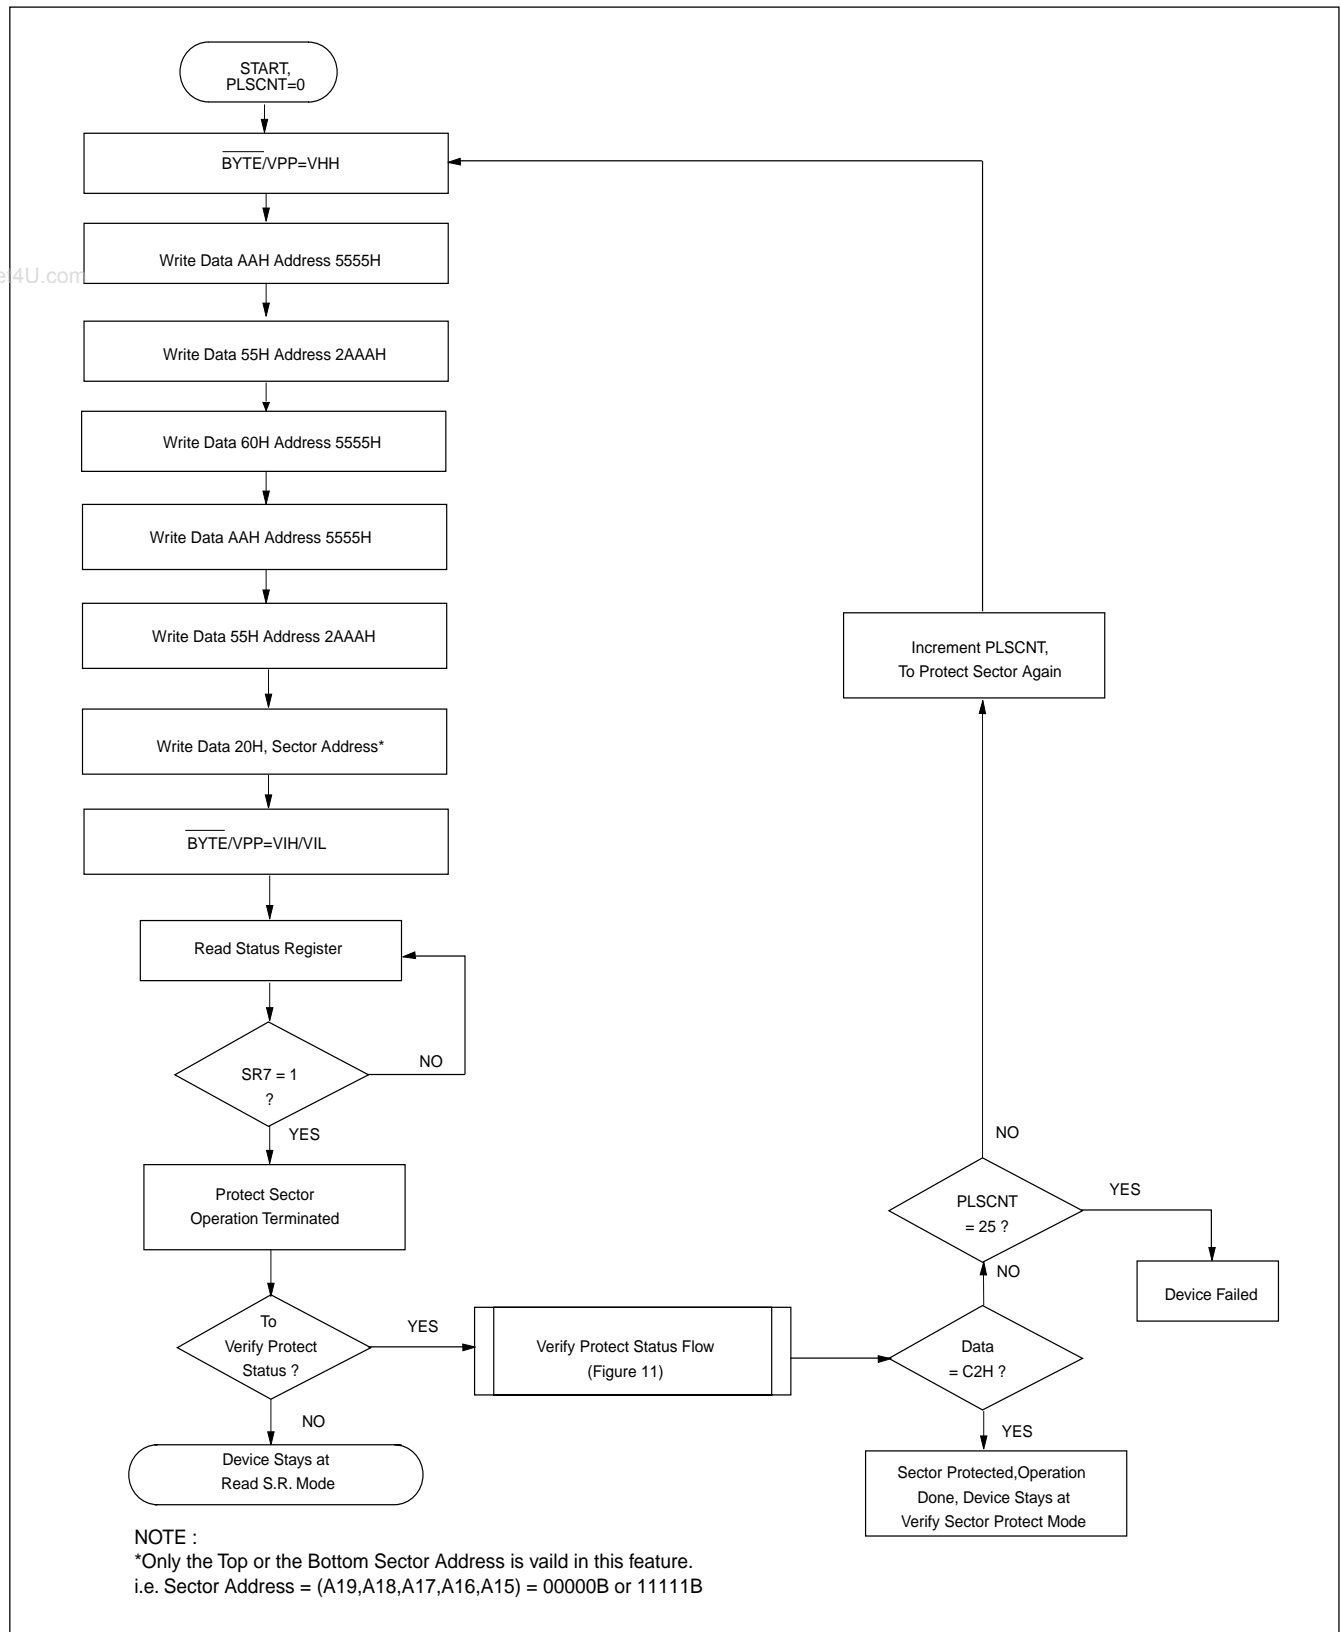 START,
PLSCNT=0
BYTE/VPP=VHH
Write Data AAH Address 5555H
et4U.com
Write Data 55H Address 2AAAH
Write Data 60H Address 5555H
Write Data AAH Address 5555H
Write Data 55H Address 2AAAH
Write Data 20H, Sector Address*
BYTE/VPP=VIH/VIL
Read Status Register
SR7 = 1
?
NO
YES
Protect Sector
Operation Terminated
To
Verify Protect
Status ?
YES
NO
Device Stays at
Read S.R. Mode
Verify Protect Status Flow
(Figure 11)
Data
= C2H ?
YES
Sector Protected,Operation
Done, Device Stays at
Verify Sector Protect Mode
NO
PLSCNT
= 25 ?
YES
Device Failed
NO
Increment PLSCNT,
To Protect Sector Again
NOTE :
*Only the Top or the Bottom Sector Address is vaild in this feature.
i.e. Sector Address = (A19,A18,A17,A16,A15) = 00000B or 11111B